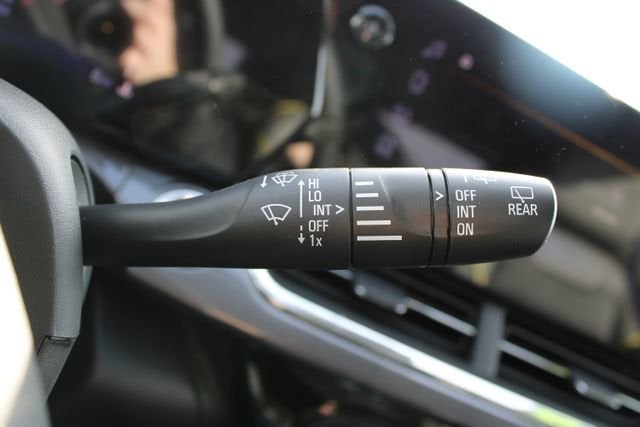 HI
LO
INT >
OFF
1x
> OFF
INT
ON
REAR